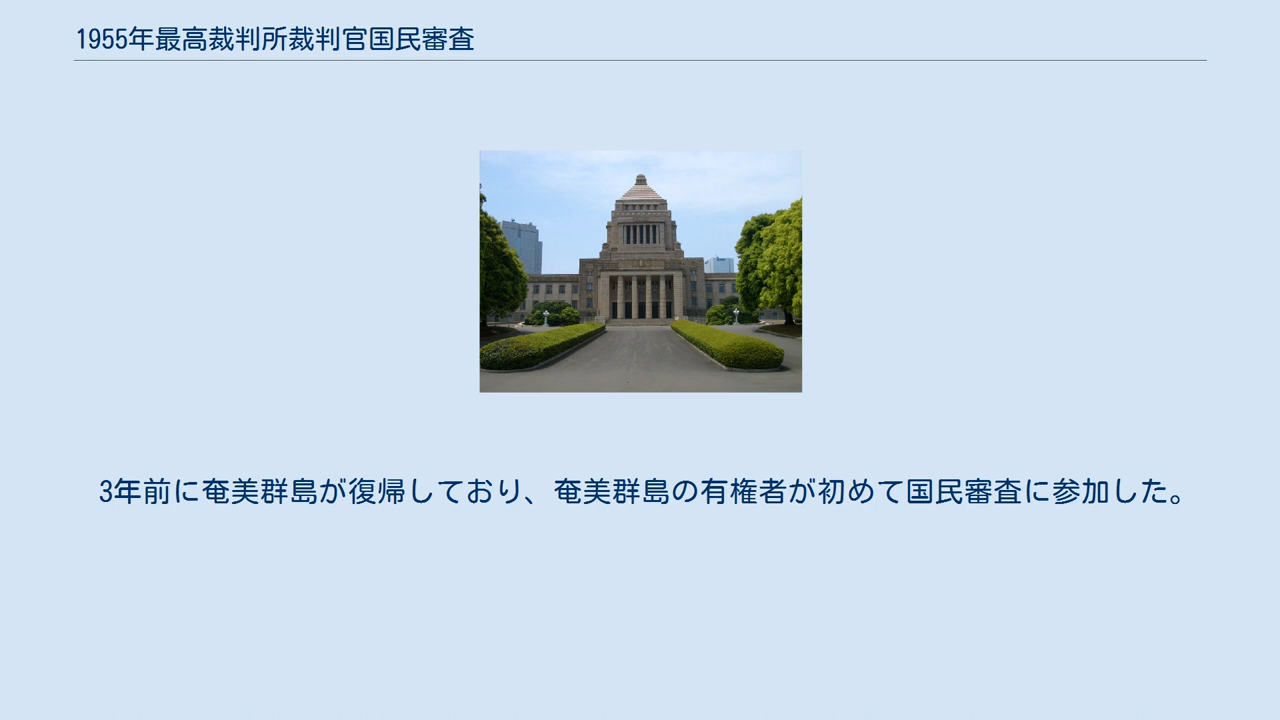 1955年最高裁判所裁判官国民審査
3年前に奄美群島が復帰しており、奄美群島の有権者が初めて国民審査に参加した。